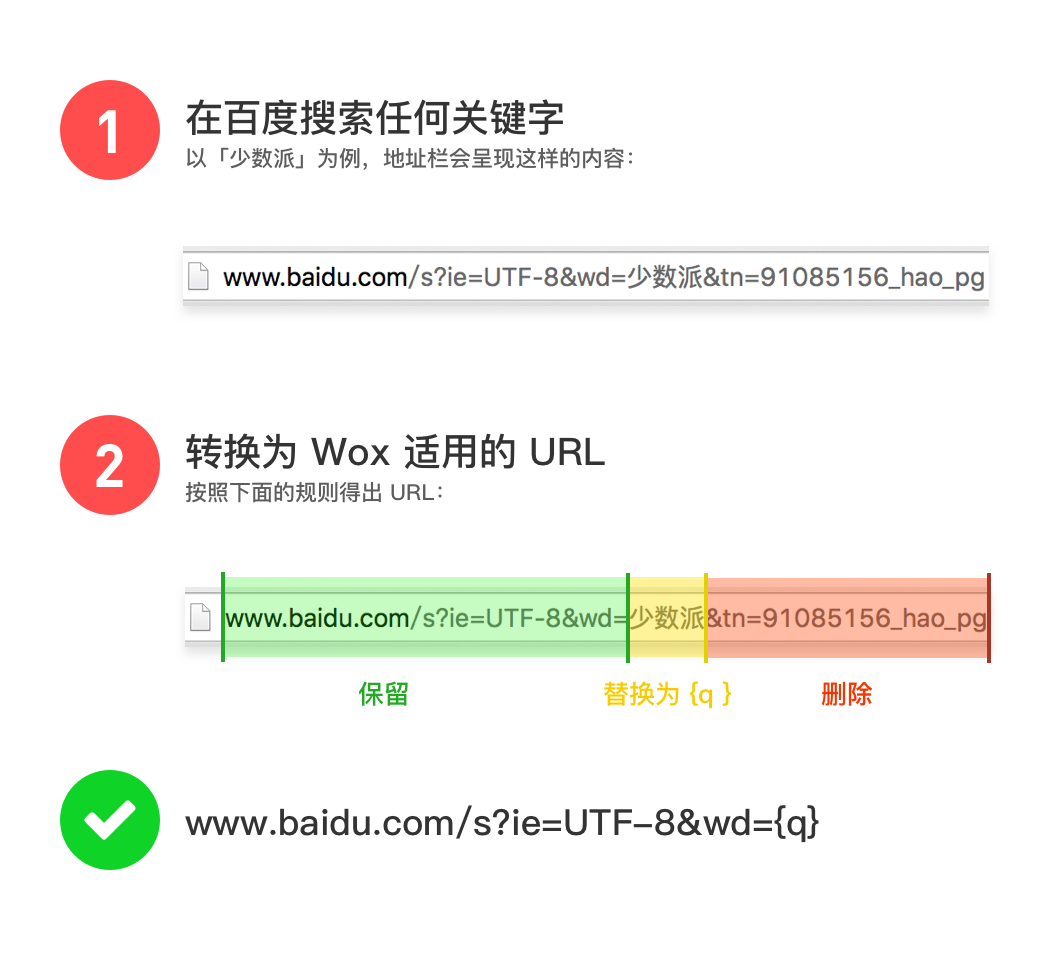 1
在百度搜索任何关键字
以「少数派」为例，地址栏会呈现这样的内容：
www.baidu.com/s?ie=UTF-8&wd=少数派&tn=91085156_hao_pg
2
转换为 Wox 适用的 URL
按照下面的规则得出 URL：
www.baidu.com/s?ie=UTF-8&wd=少数派&tn=91085156_hao_pg
保留 替换为 {q } 删除
www.baidu.com/s?ie=UTF-8&wd={q}